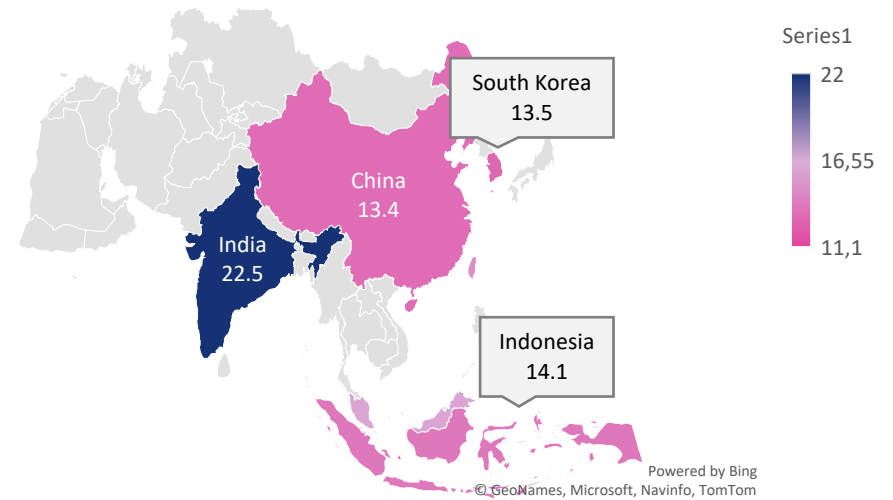 Series1
22
16,55
11,1
South Korea
13.5
China
13.4
India
22.5
Indonesia
14.1
Powered by Bing
© GeoNames, Microsoft, Navinfo, TomTom